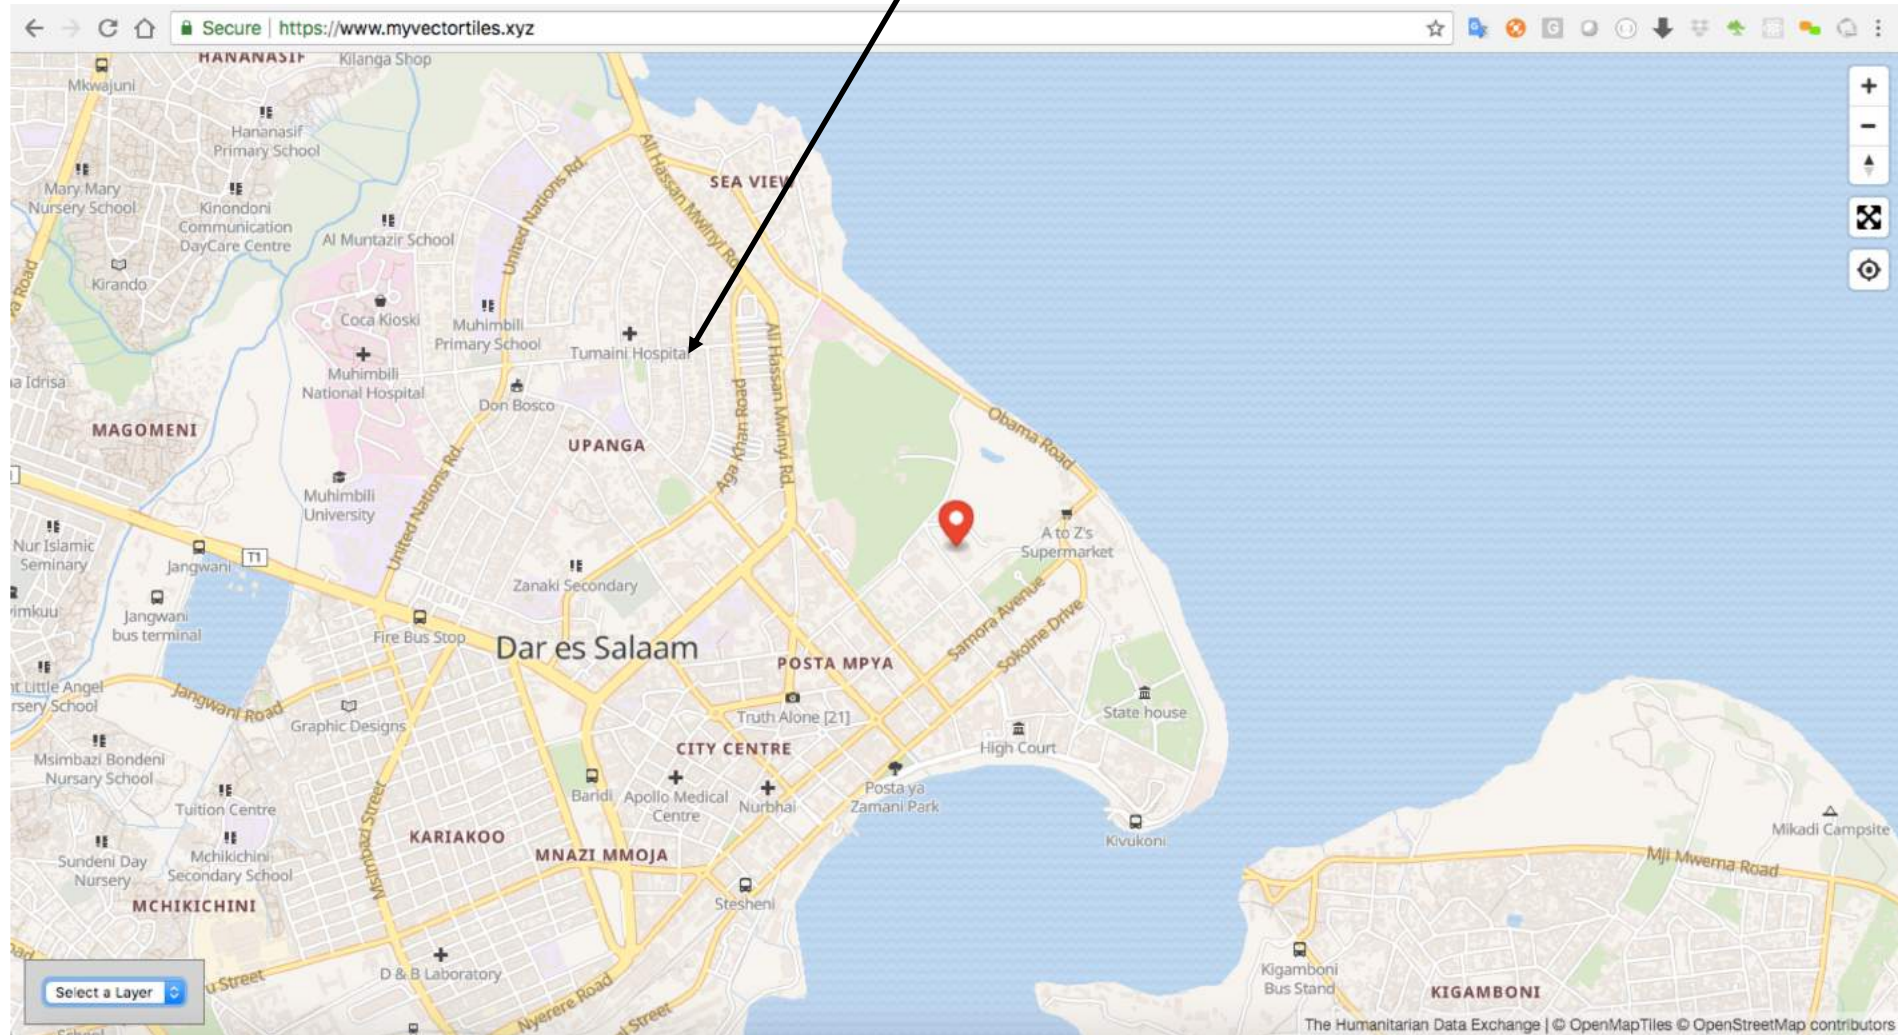 Secure | https://www.myvectortiles.xyz
HANANASIF
Kilanga Shop
Mkwajuni
Hananasif
Primary School
Mary Mary
Nursery School
Kinondoni
Communication
DayCare Centre
Al Muntazir School
United Nations Rd.
Ali Hassan Mwinyi Rd.
SEA VIEW
Kirando
Coca Kioski
Muhimbili
Primary School
Tumaini Hospital
Muhimbili
National Hospital
Don Bosco
Idrisa
MAGOMENI
UPANGA
Aga Khan Road
Ali Hassan Mwinyi Rd.
Obama Road
Muhimbili
University
United Nations Rd.
A to Z's
Supermarket
Nur Islamic
Seminary
Jangwani
T1
Zanaki Secondary
Jangwani
bus terminal
Fire Bus Stop
Dar es Salaam
Samora Avenue
Sokoine Drive
POSTA MPYA
Little Angel
School
Jangwani Road
Graphic Designs
Truth Alone [21]
State house
High Court
CITY CENTRE
Msimbazi Bondeni
Nursary School
Tuition Centre
Baridi
Apollo Medical
Centre
Nurbhai
Posta ya
Zamani Park
Kivukoni
Mikadi Campsite
Msimbazi Street
KARIAKOO
MNAZI MMOJA
Mchikichini
Secondary School
Sundeni Day
Nursery
Mji Mwema Road
MCHIKICHINI
Stesheni
D & B Laboratory
Street
Nyerere Road
Street
Kigamboni
Bus Stand
KIGAMBONI
Select a Layer
The Humanitarian Data Exchange | © OpenMapTiles © OpenStreetMap contributors